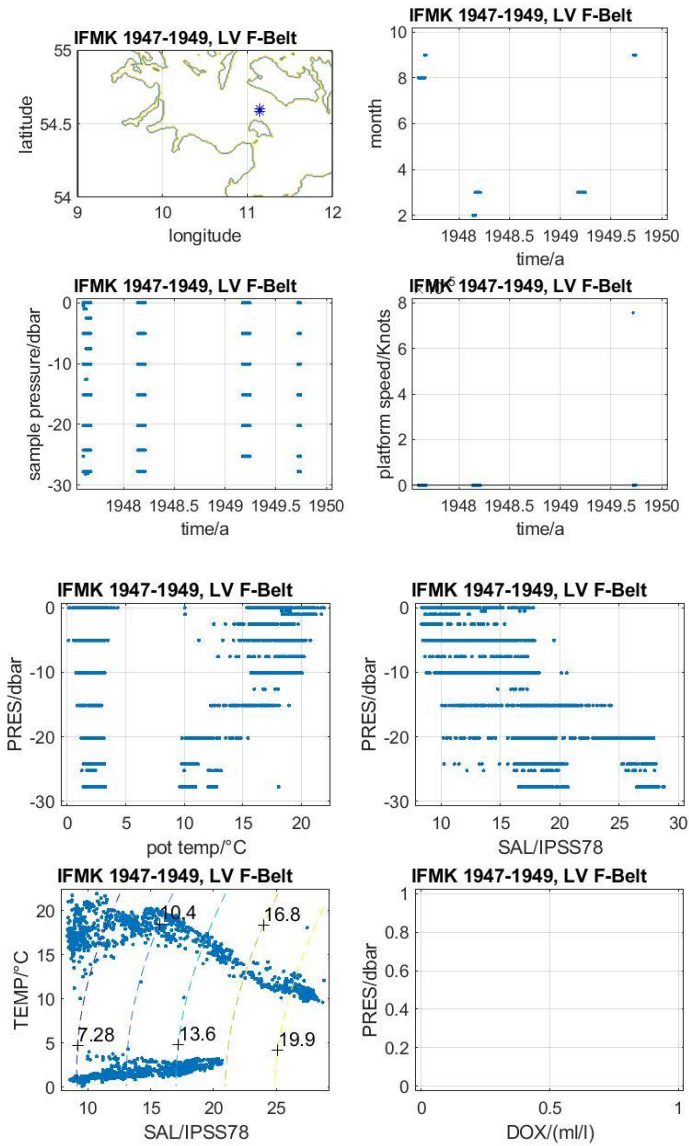 IFMK 1947-1949, LV F-Belt
55
54.5
54
latitude
9 10 11 12
longitude
IFMK 1947-1949, LV F-Belt
10
8
6
4
2
month
1948 1948.5 1949 1949.5 1950
time/a
IFMK 1947-1949, LV F-Belt
0
-10
-20
-30
sample pressure/dbar
1948 1948.5 1949 1949.5 1950
time/a
IFMK 1947-1949, LV F-Belt
8
6
4
2
0
platform speed/Knots
1948 1948.5 1949 1949.5 1950
time/a
IFMK 1947-1949, LV F-Belt
0
-10
-20
-30
PRES/dbar
0 5 10 15 20
pot temp/°C
IFMK 1947-1949, LV F-Belt
0
-10
-20
-30
PRES/dbar
10 15 20 25 30
SAL/IPSS78
IFMK 1947-1949, LV F-Belt
20
15
10
5
0
TEMP/°C
10.4
16.8
7.28
13.6
19.9
10 15 20 25
SAL/IPSS78
IFMK 1947-1949, LV F-Belt
1
0.8
0.6
0.4
0.2
0
PRES/dbar
0 0.5 1
DOX/(ml/l)